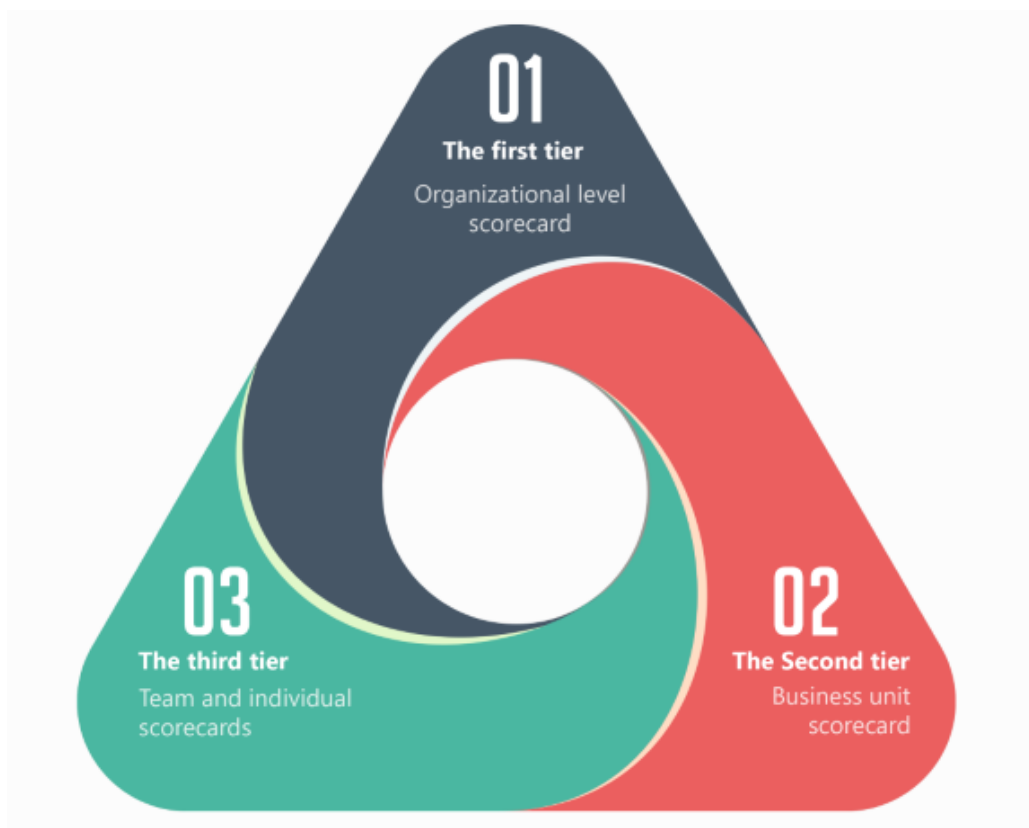 01
The first tier
Organizational level
scorecard
03
The third tier
Team and individual
scorecards
02
The Second tier
Business unit
scorecard